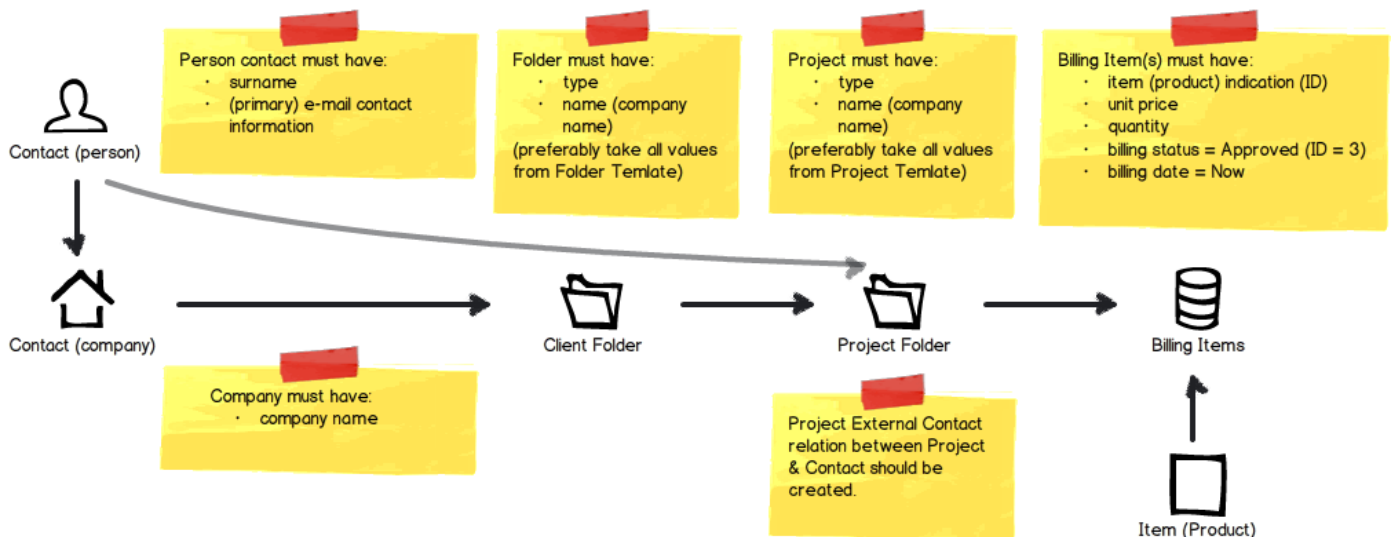 Person contact must have:
· surname
· (primary) e-mail contact
information
Folder must have:
· type
· name (company
name)
(preferably take all values
from Folder Temlate)
Project must have:
· type
· name (company
name)
(preferably take all values
from Project Temlate)
Billing Item(s) must have:
· item (product) indication (ID)
· unit price
· quantity
· billing status = Approved (ID = 3)
· billing date = Now
Contact (person)
Contact (company)
Client Folder
Project Folder
Billing Items
Company must have:
· company name
Project External Contact
relation between Project
& Contact should be
created.
Item (Product)